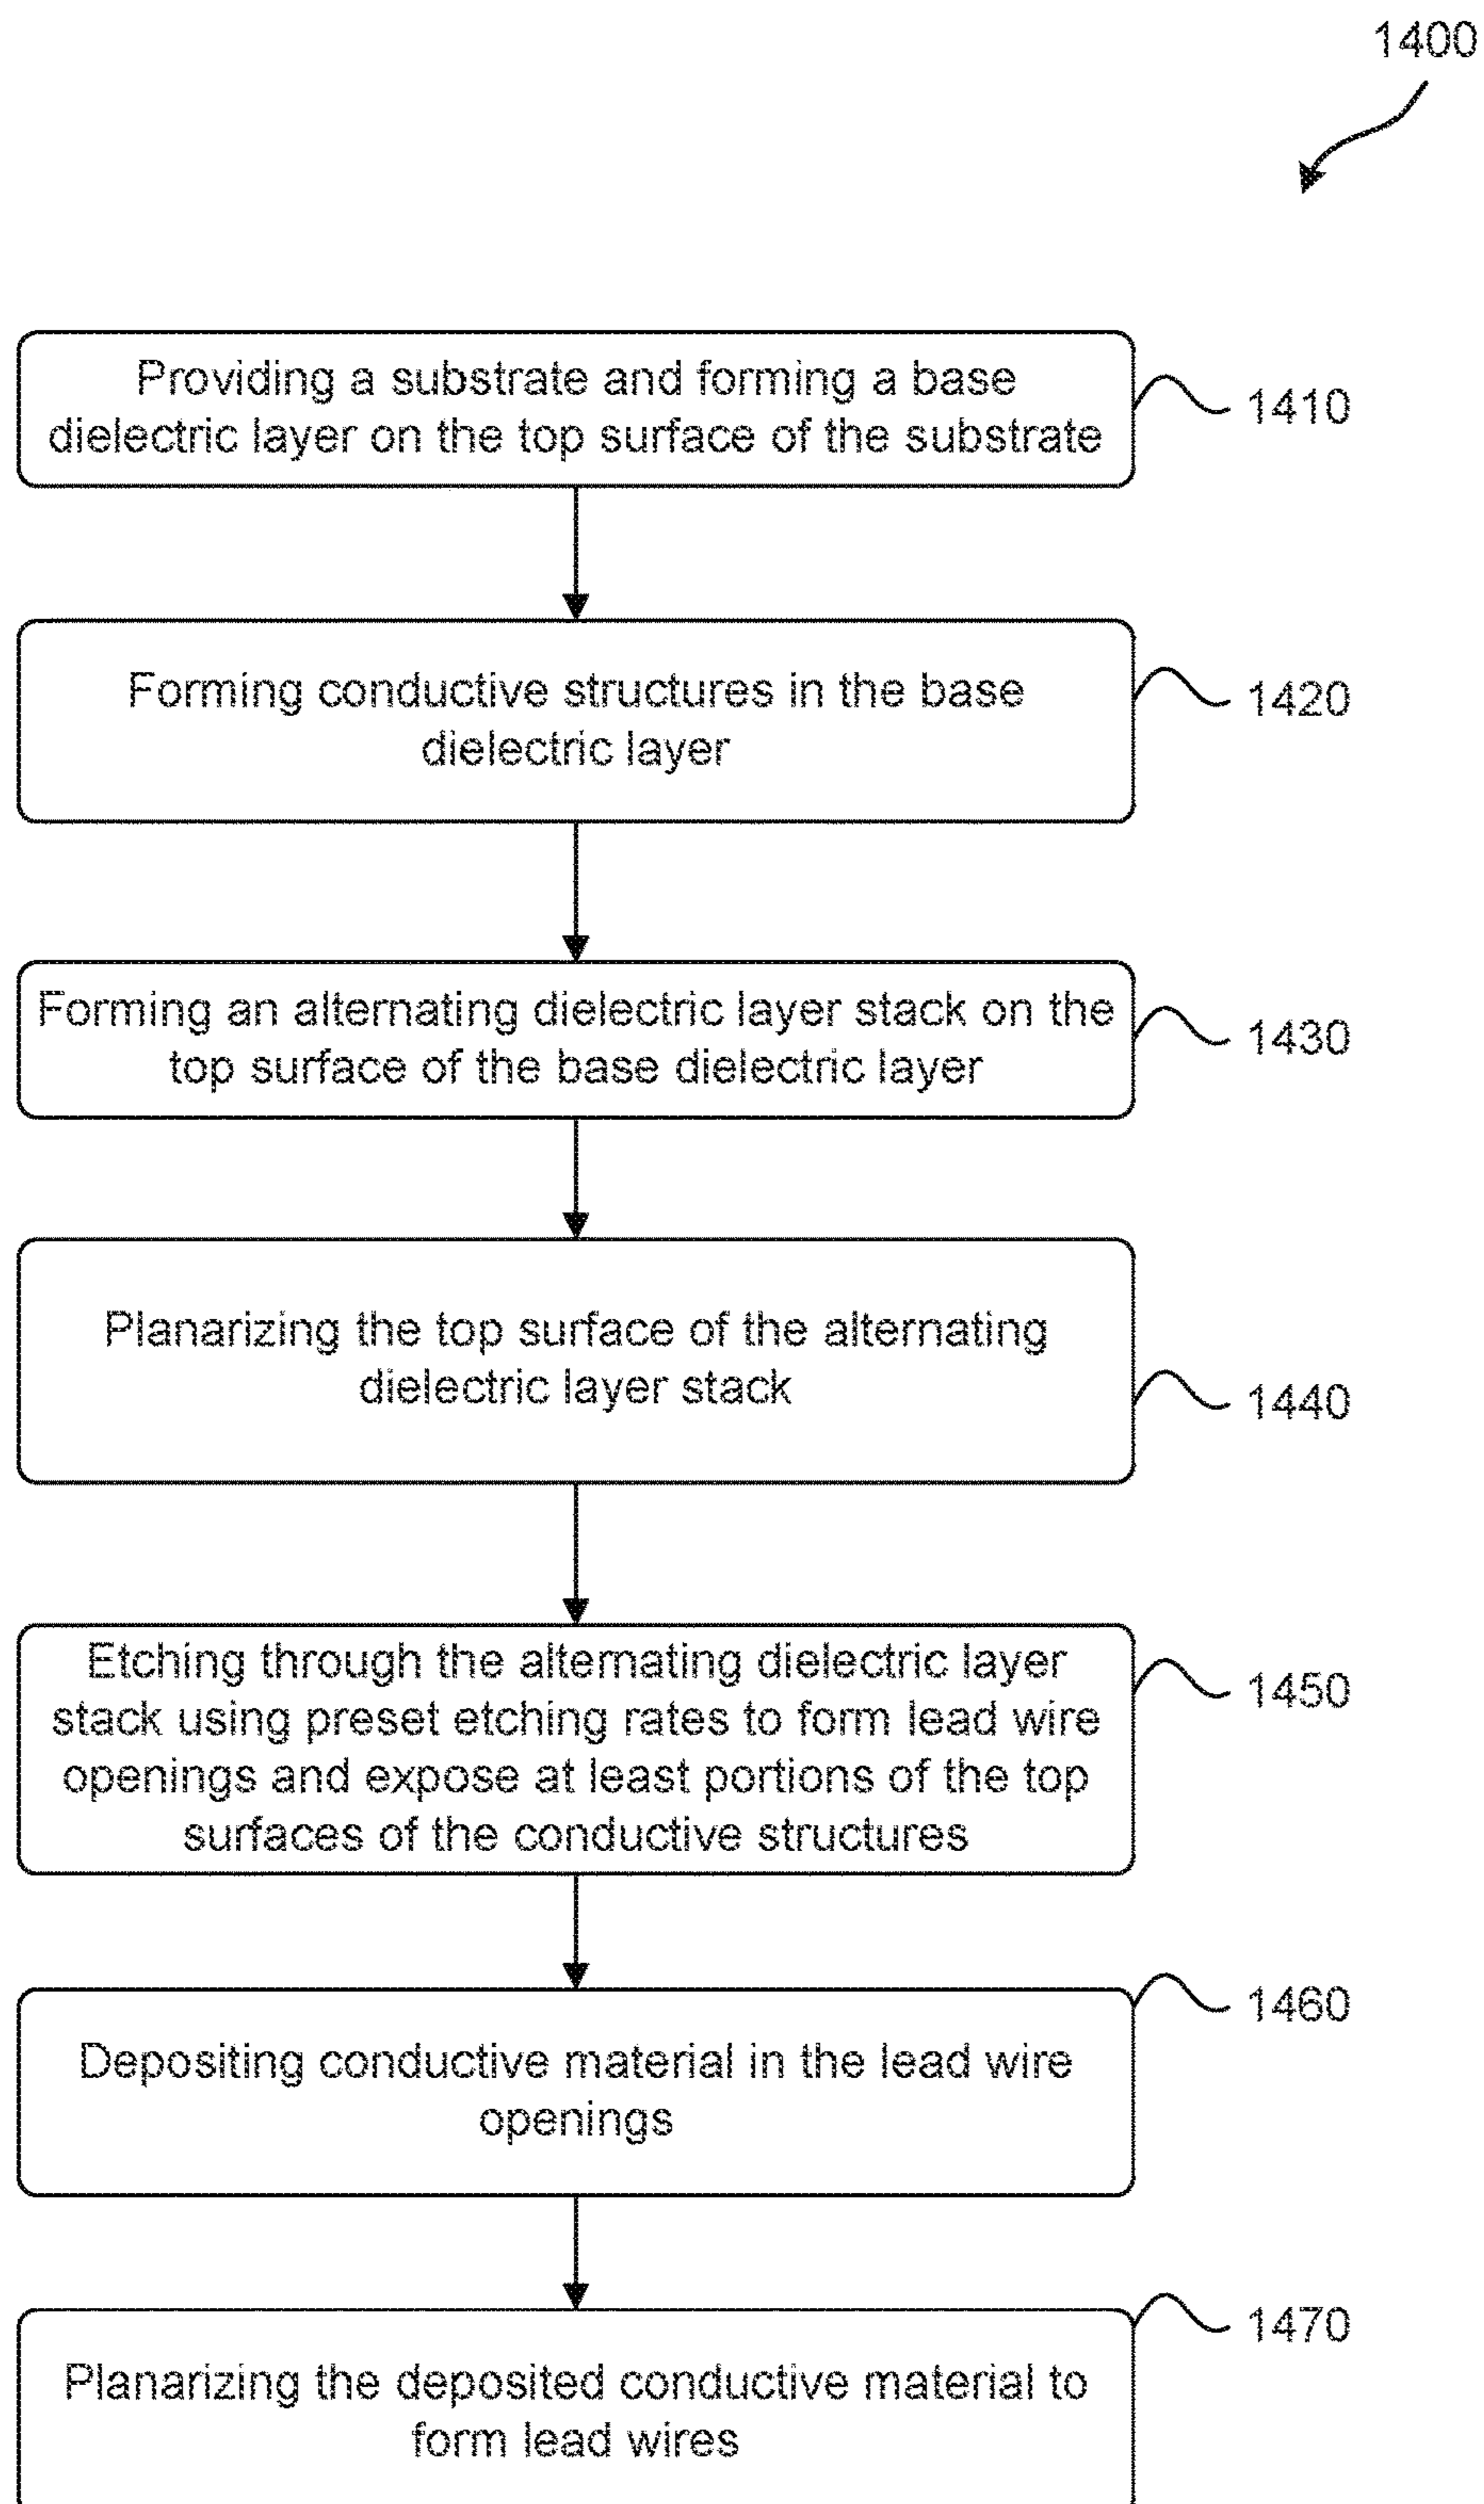 1400
Providing a substrate and forming a base
dielectric layer on the top surface of the substrate
1410
Forming conductive structures in the base
dielectric layer
1420
Forming an alternating dielectric layer stack on the
top surface of the base dielectric layer
1430
Planarizing the top surface of the alternating
dielectric layer stack
1440
Etching through the alternating dielectric layer
stack using preset etching rates to form lead wire
openings and expose at least portions of the top
surfaces of the conductive structures
1450
Depositing conductive material in the lead wire
openings
1460
Planarizing the deposited conductive material to
form lead wires
1470